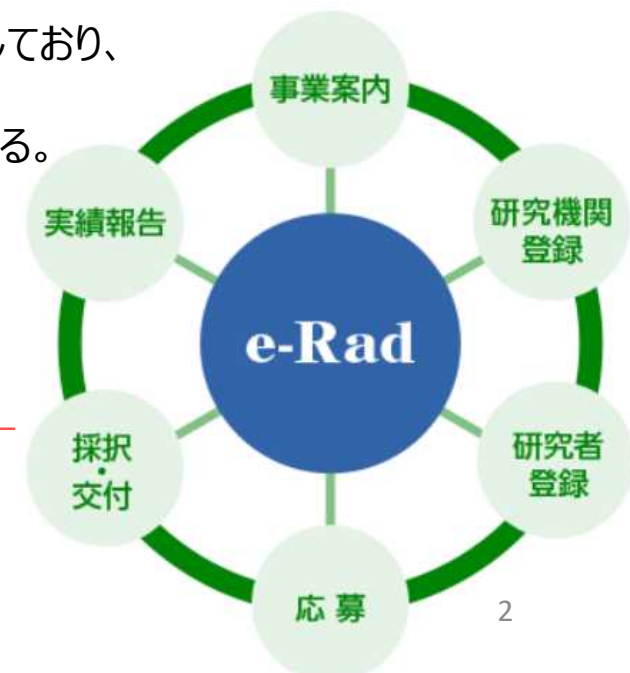 ており、
る。
事業案内
研究機関
登録
研究者
登録
応 募
採択
・
交付
実績報告
e-Rad
2